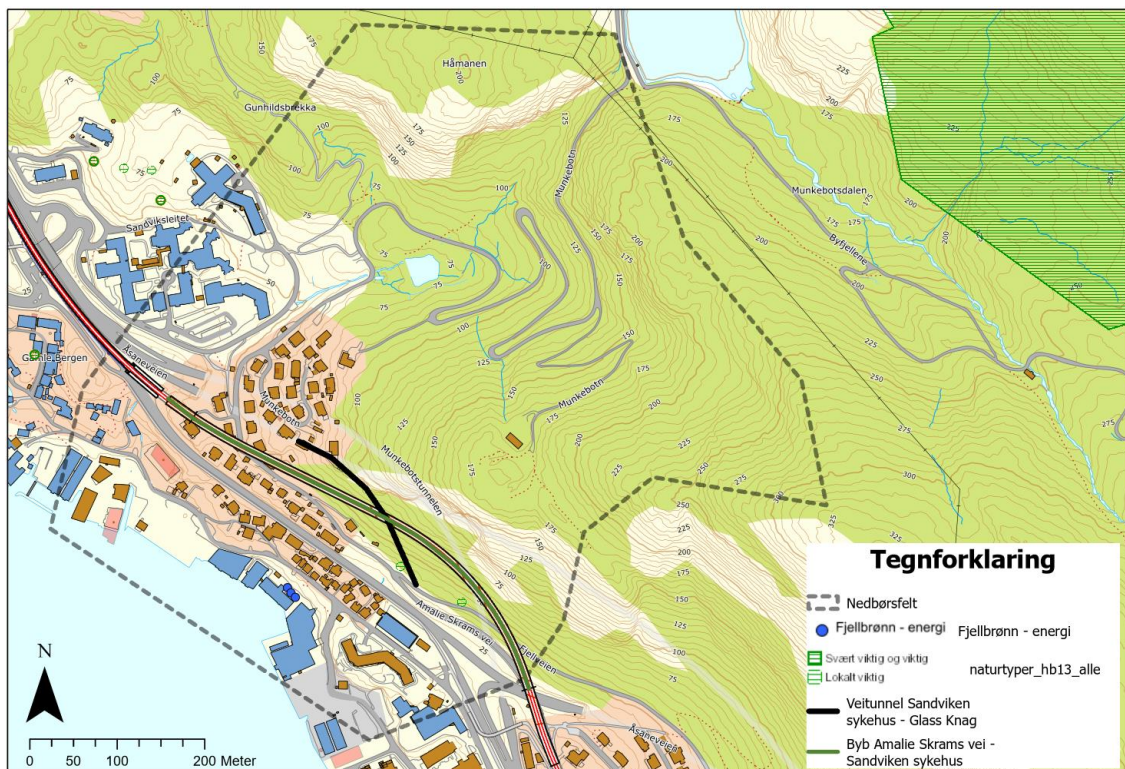 Håmanen
Gunhildsbrekka
Munkebotn
Munkebotsdalen
Byfjellene
Sandviksleitet
Åsaneveien
Gamle Bergen
Munkebotn
Munkebotn
Munkebotstunnelen
Amalie Skrams vei
Fjellveien
Åsaneveien
N
0 50 100 200 Meter
Tegnforklaring
Nedbørsfelt
Fjellbrønn - energi Fjellbrønn - energi
Svært viktig og viktig
naturtyper_hb13_alle
Lokalt viktig
Veitunnel Sandviken
sykehus - Glass Knag
Byb Amalie Skrams vei -
Sandviken sykehus